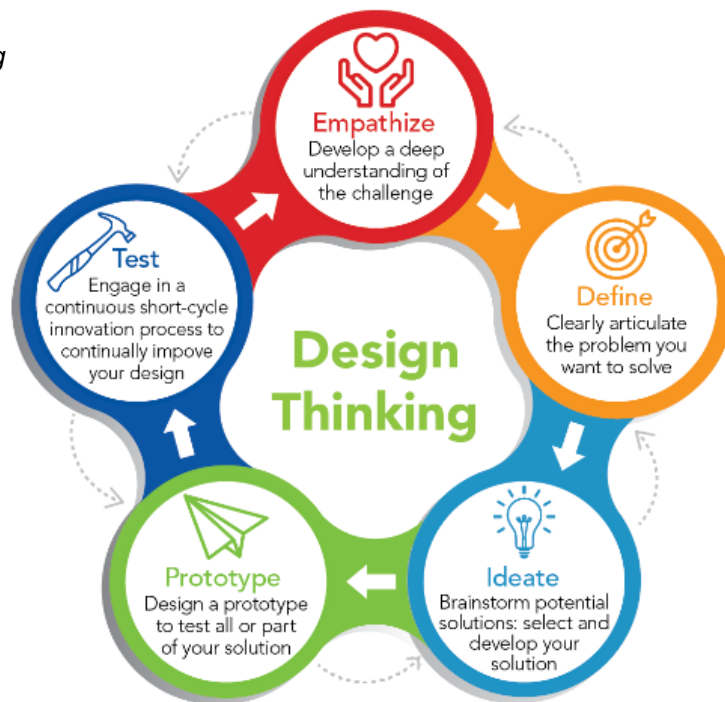 g
Empathize
Develop a deep
understanding of
the challenge
Define
Clearly articulate
the problem you
want to solve
Ideate
Brainstorm potential
solutions: select and
develop your
solution
Prototype
Design a prototype
to test all or part
of your solution
Test
Engage in a
continuous short-cycle
innovation process to
continually impove
your design
Design
Thinking